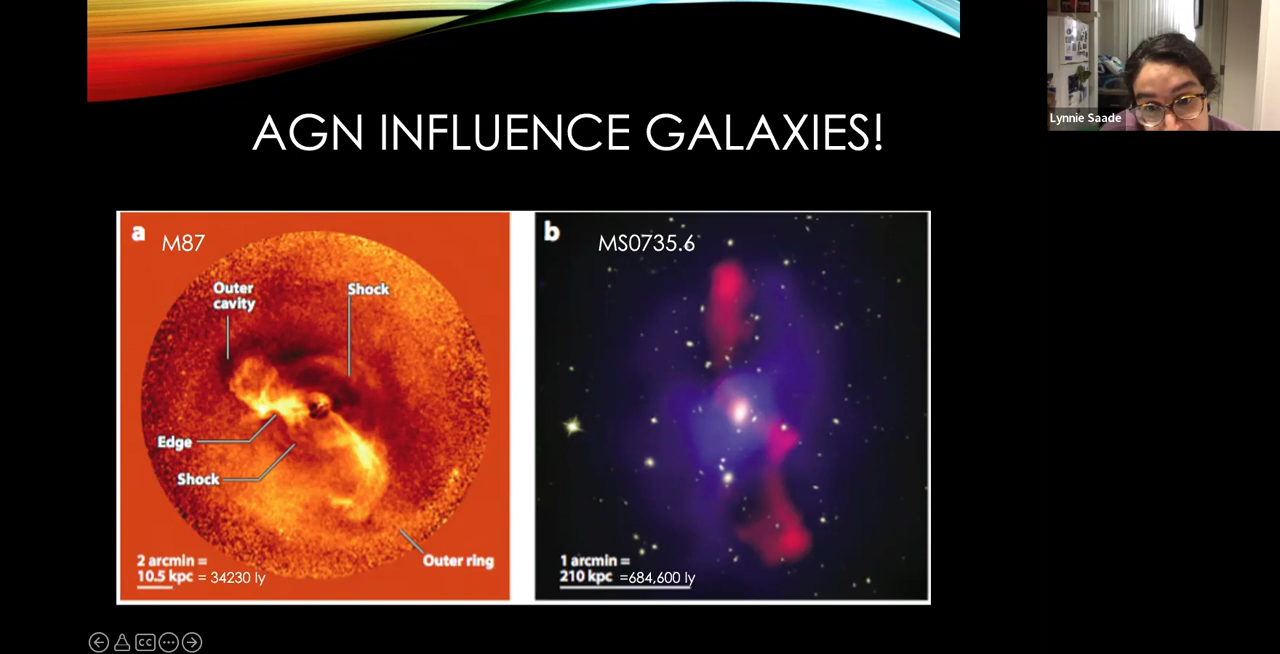 AGN INFLUENCE GALAXIES!
Lynnie Saade
a
M87
Outer
cavity
Shock
Edge
Shock
Outer ring
2 arcmin =
10.5 kpc = 34230 ly
b
MS0735.6
1 arcmin =
210 kpc =684,600 ly
CC